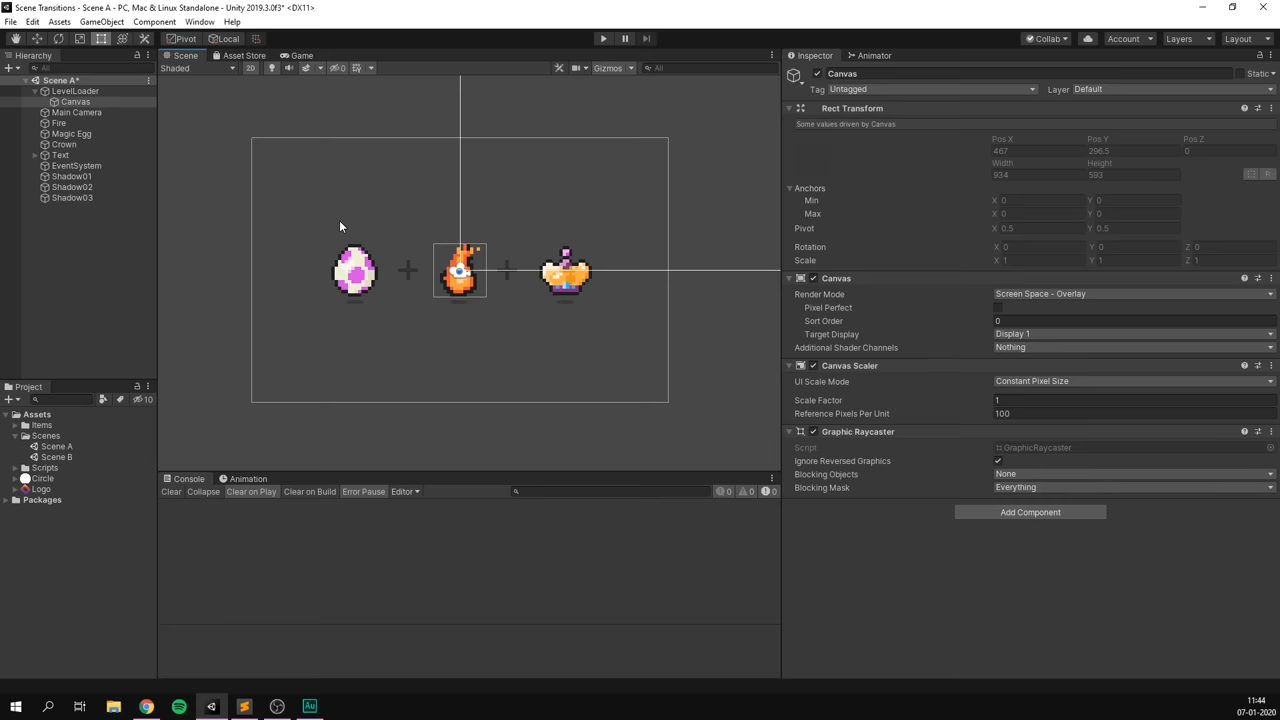 Scene Transitions - Scene A - PC, Mac & Linux Standalone - Unity 2019.3.0f3* <DX11>
File Edit Assets GameObject Component Window Help
Pivot Local Collab Account Layers Layout
Hierarchy
All
Scene A*
LevelLoader
Canvas
Main Camera
Fire
Magic Egg
Crown
Text
EventSystem
Shadow01
Shadow02
Shadow03
Scene Asset Store Game
Shaded 2D 0 Gizmos All
Project
10
Assets
Items
Scenes
Scene A
Scene B
Scripts
Circle
Logo
Packages
Console Animation
Clear Collapse Clear on Play Clear on Build Error Pause Editor 0 0 0
Inspector Animator
Canvas Static
Tag Untagged Layer Default
Rect Transform
Some values driven by Canvas
Pos X Pos Y Pos Z
467 296.5 0
Width Height
934 593 R
Anchors
Min X 0 Y 0
Max X 0 Y 0
Pivot X 0.5 Y 0.5
Rotation X 0 Y 0 Z 0
Scale X 1 Y 1 Z 1
Canvas
Render Mode Screen Space - Overlay
Pixel Perfect
Sort Order 0
Target Display Display 1
Additional Shader Channels Nothing
Canvas Scaler
UI Scale Mode Constant Pixel Size
Scale Factor 1
Reference Pixels Per Unit 100
Graphic Raycaster
Script GraphicRaycaster
Ignore Reversed Graphics
Blocking Objects None
Blocking Mask Everything
Add Component
Au
11:44
07-01-2020